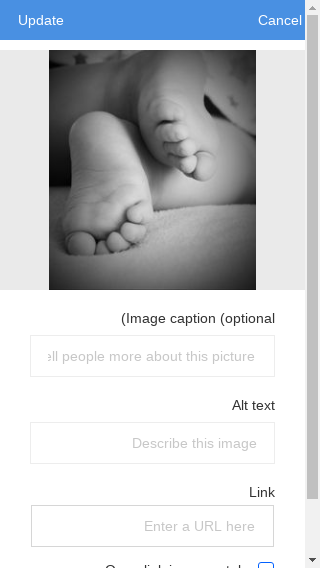 Update
Cancel
(Image caption (optional
ell people more about this picture
Alt text
Describe this image
Link
Enter a URL here